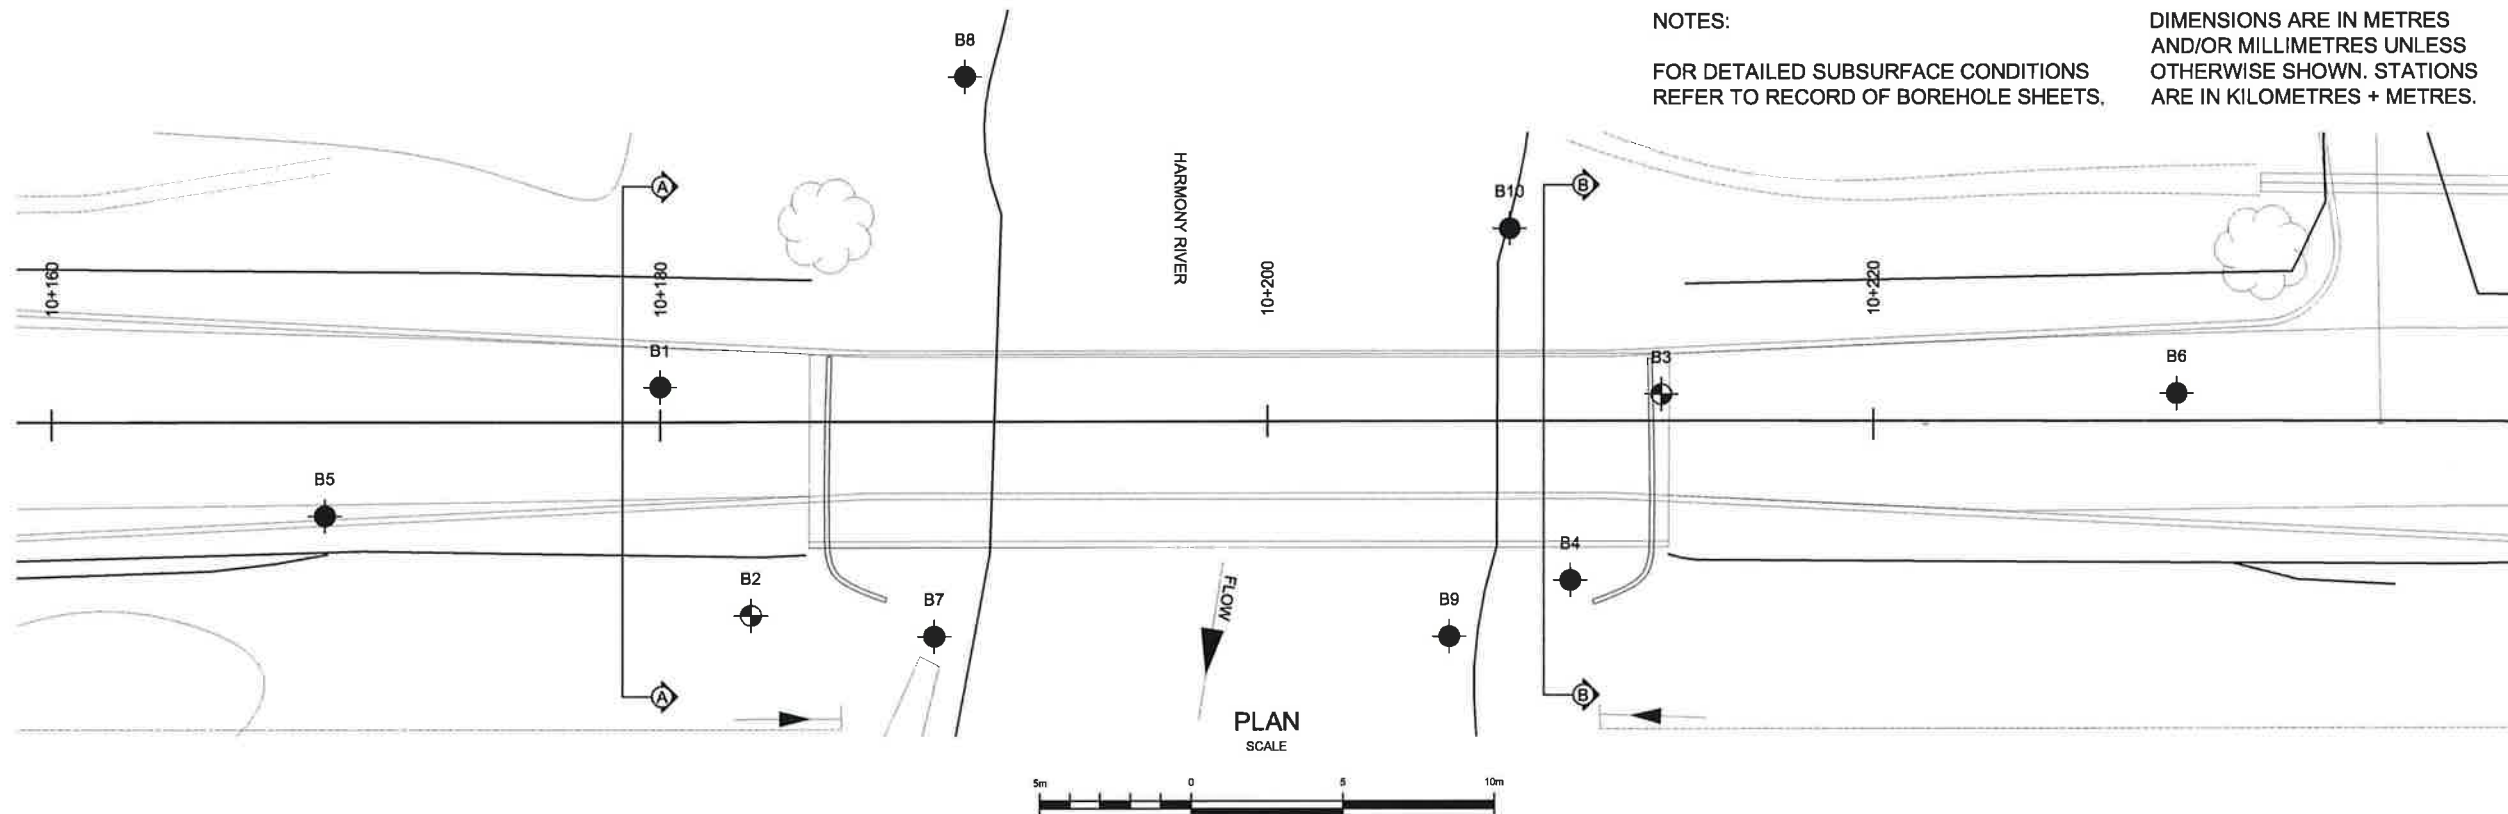 NOTES:
FOR DETAILED SUBSURFACE CONDITIONS
REFER TO RECORD OF BOREHOLE SHEETS.
DIMENSIONS ARE IN METRES
AND/OR MILLIMETRES UNLESS
OTHERWISE SHOWN. STATIONS
ARE IN KILOMETRES + METRES.
B8
HARMONY RIVER
A
B10
B
10+160
10+180
10+200
10+220
B1
B3
B6
B5
B4
B2
B7
FLOW
B9
A
B
PLAN
SCALE
5m
0
5
10m